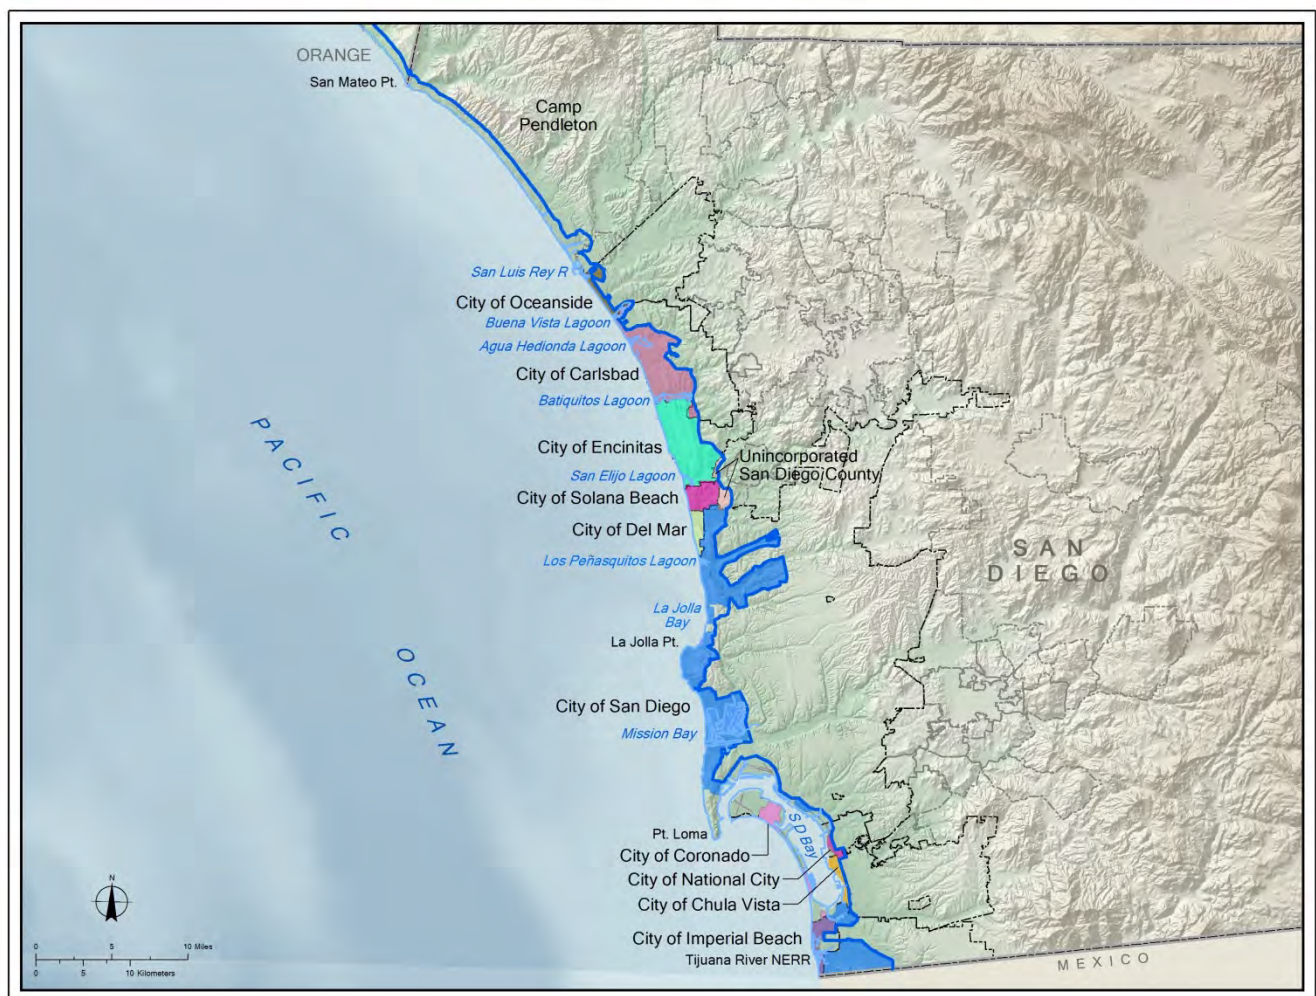 ORANGE
San Mateo Pt.
Camp
Pendleton
San Luis Rey R
City of Oceanside
Buena Vista Lagoon
Agua Hedionda Lagoon
City of Carlsbad
Batiquitos Lagoon
City of Encinitas
Unincorporated
San Diego County
San Elijo Lagoon
City of Solana Beach
City of Del Mar
Los Peñasquitos Lagoon
SAN
DIEGO
PACIFIC
OCEAN
La Jolla
Bay
La Jolla Pt.
City of San Diego
Mission Bay
S D Bay
Pt. Loma
City of Coronado
City of National City
City of Chula Vista
City of Imperial Beach
Tijuana River NERR
MEXICO
N
0 5 10 Miles
0 5 10 Kilometers